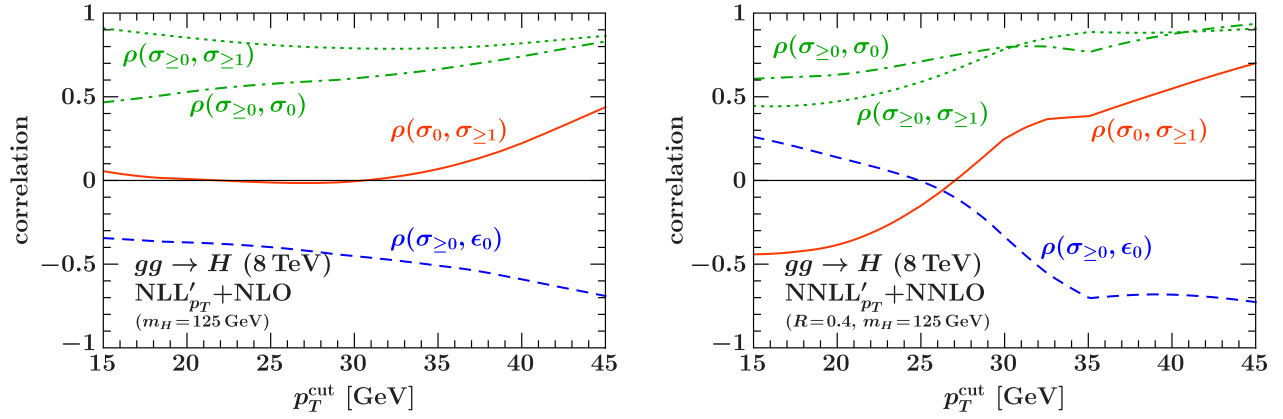 1
0.5
0
−0.5
−1
correlation
ρ(σ≥0, σ≥1)
ρ(σ≥0, σ0)
ρ(σ0, σ≥1)
ρ(σ≥0, ϵ0)
gg → H (8 TeV)
NLL′pT+NLO
(mH=125 GeV)
15 20 25 30 35 40 45
pTcut [GeV]
1
0.5
0
−0.5
−1
correlation
ρ(σ≥0, σ0)
ρ(σ≥0, σ≥1)
ρ(σ0, σ≥1)
ρ(σ≥0, ϵ0)
gg → H (8 TeV)
NNLL′pT+NNLO
(R=0.4, mH=125 GeV)
15 20 25 30 35 40 45
pTcut [GeV]